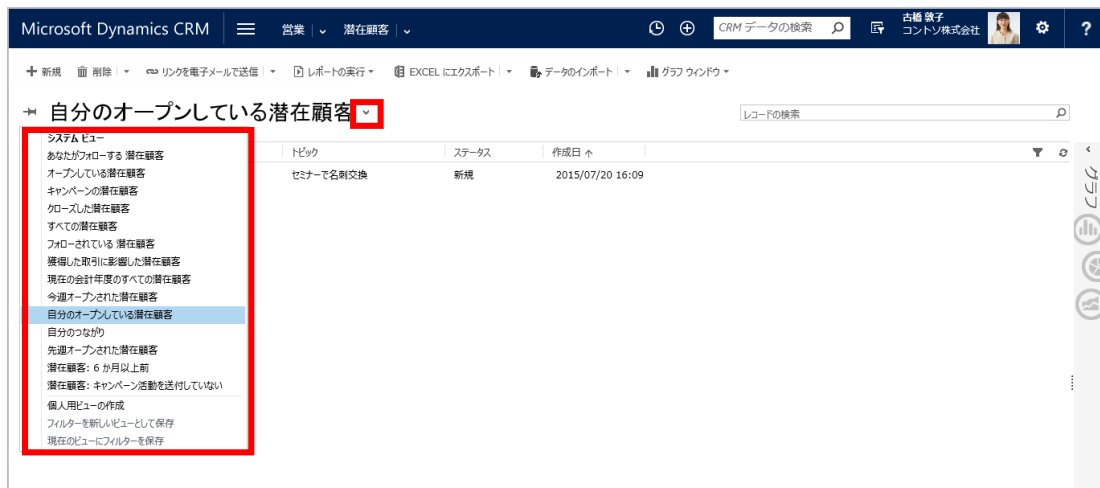 Microsoft Dynamics CRM 営業 潜在顧客 CRM データの検索 古橋 敦子
コントソ株式会社 ?
新規 削除 リンクを電子メールで送信 レポートの実行 EXCEL にエクスポート データのインポート グラフ ウィンドウ
自分のオープンしている潜在顧客 レコードの検索
システム ビュー
トピック ステータス 作成日
あなたがフォローする 潜在顧客
オープンしている潜在顧客 セミナーで名刺交換 新規 2015/07/20 16:09
キャンペーンの潜在顧客
クローズした潜在顧客
すべての潜在顧客
フォローされている 潜在顧客
獲得した取引に影響した潜在顧客
現在の会計年度のすべての潜在顧客
今週オープンされた潜在顧客
自分のオープンしている潜在顧客
自分のつながり
先週オープンされた潜在顧客
潜在顧客: 6 か月以上前
潜在顧客: キャンペーン活動を送付していない
個人用ビューの作成
フィルターを新しいビューとして保存
現在のビューにフィルターを保存
グラフ